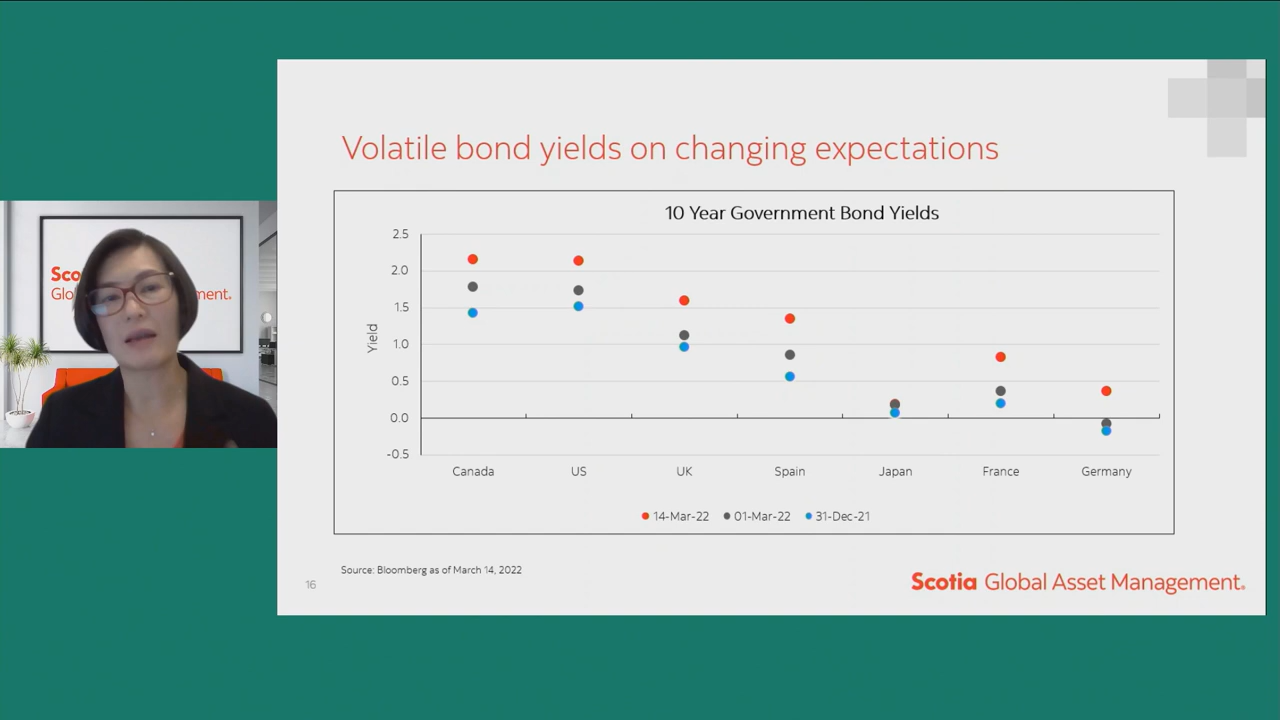 Volatile bond yields on changing expectations
10 Year Government Bond Yields
2.5
2.0
1.5
1.0
0.5
0.0
-0.5
Yield
Canada US UK Spain Japan France Germany
14-Mar-22 01-Mar-22 31-Dec-21
Source: Bloomberg as of March 14, 2022
16
Scotia Global Asset Management.
Sco
Glo ment.